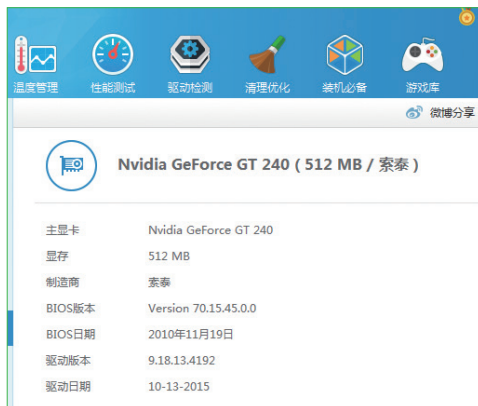 温度管理 性能测试 驱动检测 清理优化 装机必备 游戏库
微博分享
Nvidia GeForce GT 240 ( 512 MB / 索泰 )
主显卡 Nvidia GeForce GT 240
显存 512 MB
制造商 索泰
BIOS版本 Version 70.15.45.0.0
BIOS日期 2010年11月19日
驱动版本 9.18.13.4192
驱动日期 10-13-2015